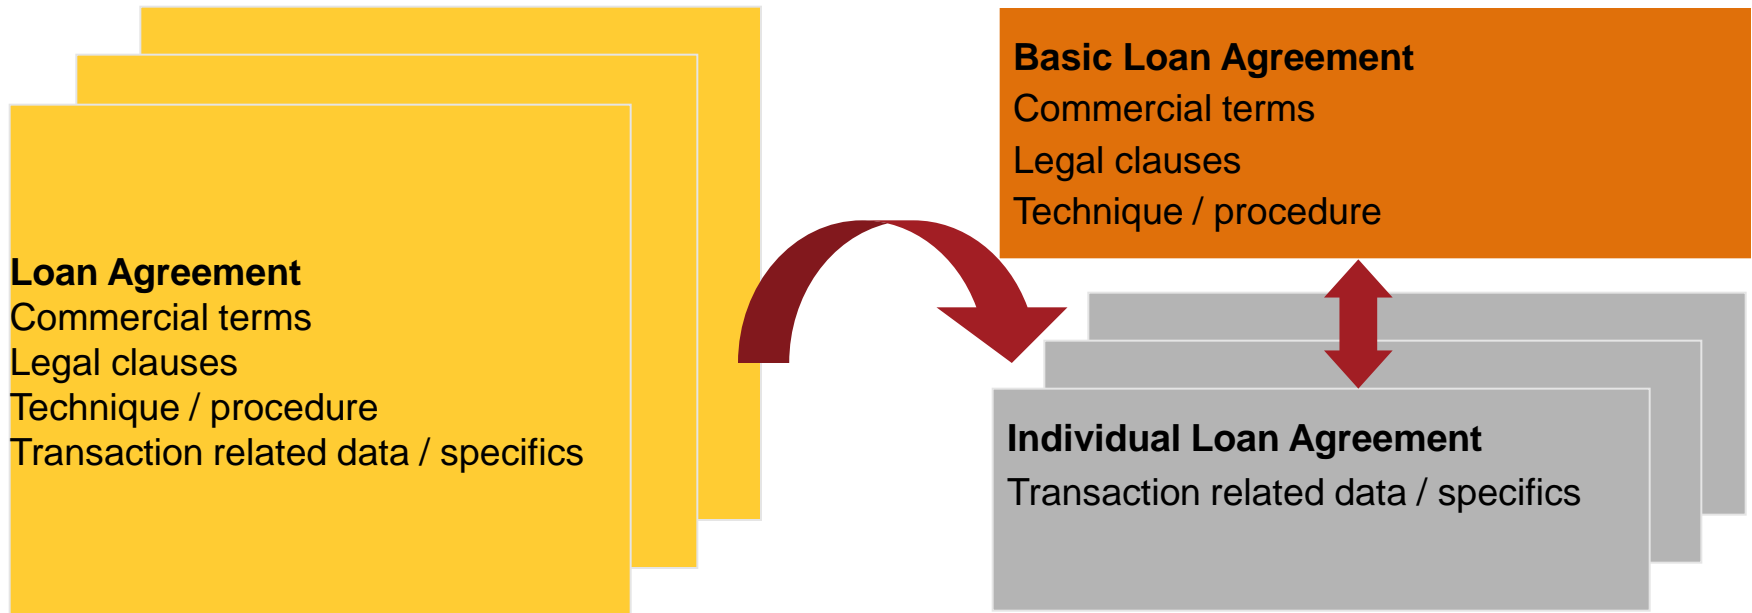 Loan Agreement
Commercial terms
Legal clauses
Technique / procedure
Transaction related data / specifics
Basic Loan Agreement
Commercial terms
Legal clauses
Technique / procedure
Individual Loan Agreement
Transaction related data / specifics